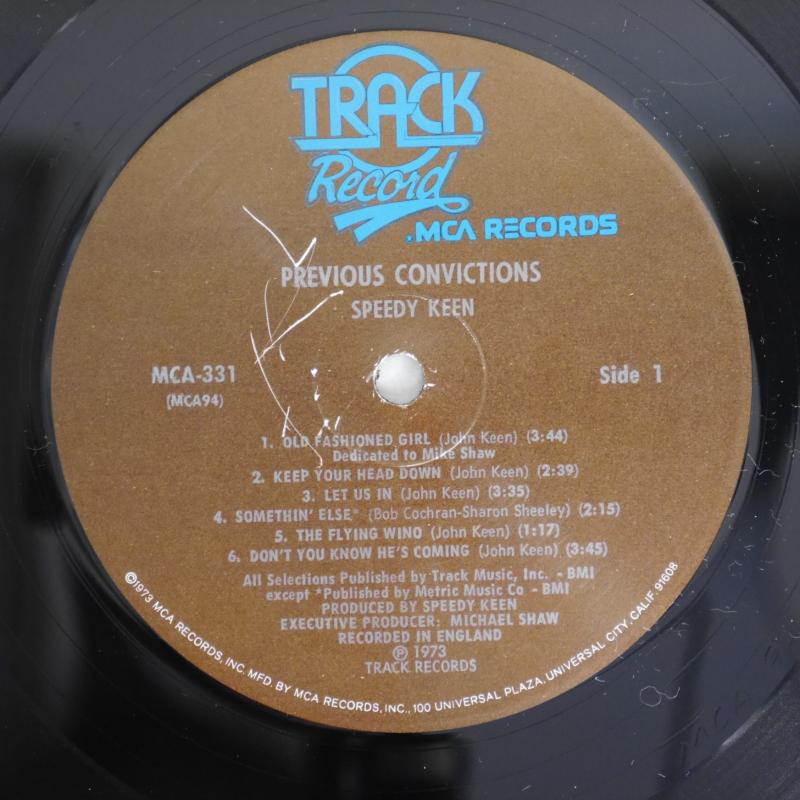 TRACK
Record
.MCA RECORDS
PREVIOUS CONVICTIONS
SPEEDY KEEN
MCA-331
Side 1
(MCA94)
1. OLD FASHIONED GIRL (John Keen) (3:44)
Dedicated to Mike Shaw
2. KEEP YOUR HEAD DOWN (John Keen) (2:39)
3. LET US IN (John Keen) (3:35)
4. SOMETHIN' ELSE* (Bob Cochran-Sharon Sheeley) (2:15)
5. THE FLYING WINO (John Keen) (1:17)
6. DON'T YOU KNOW HE'S COMING (John Keen) (3:45)
All Selections Published by Track Music, Inc. - BMI
except *Published by Metric Music Co - BMI
PRODUCED BY SPEEDY KEEN
EXECUTIVE PRODUCER: MICHAEL SHAW
RECORDED IN ENGLAND
℗ 1973
TRACK RECORDS
©1973 MCA RECORDS, INC. MFD. BY MCA RECORDS, INC., 100 UNIVERSAL PLAZA, UNIVERSAL CITY, CALIF. 91608